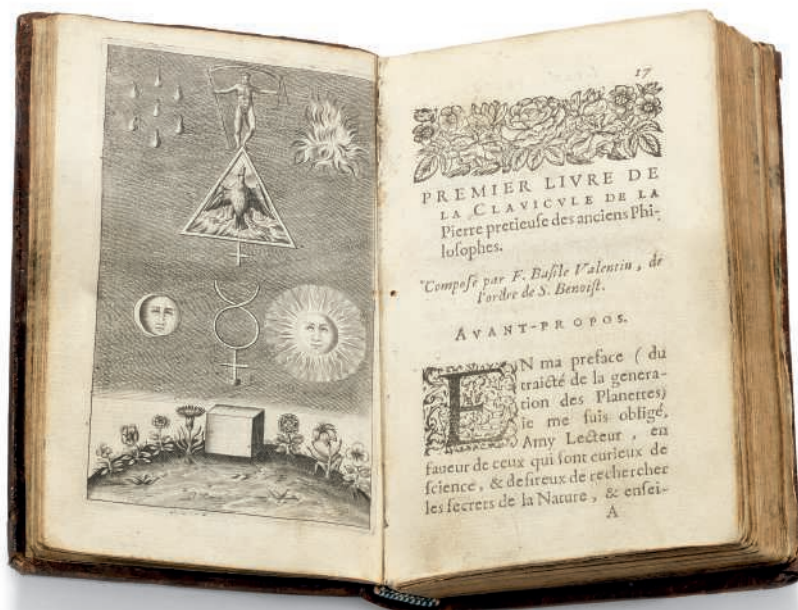 17
PREMIER LIVRE DE
LA CLAVICVLE DE LA
Pierre pretieuse des anciens Phi-
losophes.
Composé par F. Basile Valentin, de
l'ordre de S. Benoist.
AVANT-PROPOS.
EN ma preface (du
traicté de la genera-
tion des Planettes)
ie me suis obligé,
Amy Lecteur, en
faueur de ceux qui sont curieux de
science, & desireux de rechercher
les secrets de la Nature, & ensei-
A